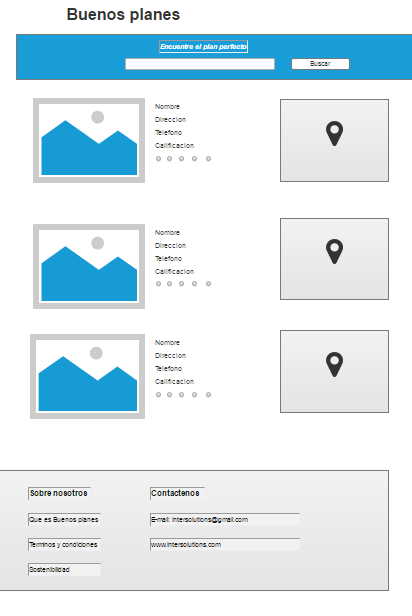 Buenos planes
Encuentre el plan perfecto
Buscar
Nombre
Direccion
Telefono
Calificacion
Nombre
Direccion
Telefono
Calificacion
Nombre
Direccion
Telefono
Calificacion
Sobre nosotros
Contactenos
Que es Buenos planes
E-mail: intersolutions@gmail.com
Terminos y condiciones
www.intersolutions.com
Sostenibilidad